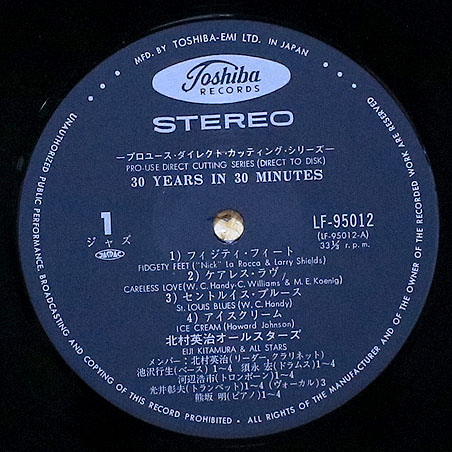 MFD. BY TOSHIBA-EMI LTD. IN JAPAN
Toshiba
RECORDS
STEREO
ープロユース・ダイレクト・カッティング・シリーズー
PRO-USE DIRECT CUTTING SERIES (DIRECT TO DISK)
30 YEARS IN 30 MINUTES
1
ジャズ
LF-95012
(LF-95012-A)
33⅓ r.p.m.
1) フィジティ・フィート
FIDGETY FEET ("Nick" La Rocca & Larry Shields)
2) ケアレス・ラヴ
CARELESS LOVE (W. C. Handy・C. Williams & M. E. Koenig)
3) セントルイス・ブルース
St. LOUIS BLUES (W. C. Handy)
4) アイスクリーム
ICE CREAM (Howard Johnson)
北村英治オールスターズ
EIJI KITAMURA & ALL STARS
メンバー：北村英治(リーダー, クラリネット)
池沢行生(ベース) 1〜4 須永 宏(ドラムス) 1〜4
河辺浩市(トロンボーン) 1〜4
光井彰夫(トランペット) 1〜4 (ヴォーカル) 3
熊坂 明(ピアノ) 1〜4
UNAUTHORIZED PUBLIC PERFORMANCE, BROADCASTING AND COPYING OF THIS RECORD PROHIBITED・ALL RIGHTS OF THE MANUFACTURER AND OF THE OWNER OF THE RECORDED WORK ARE RESERVED